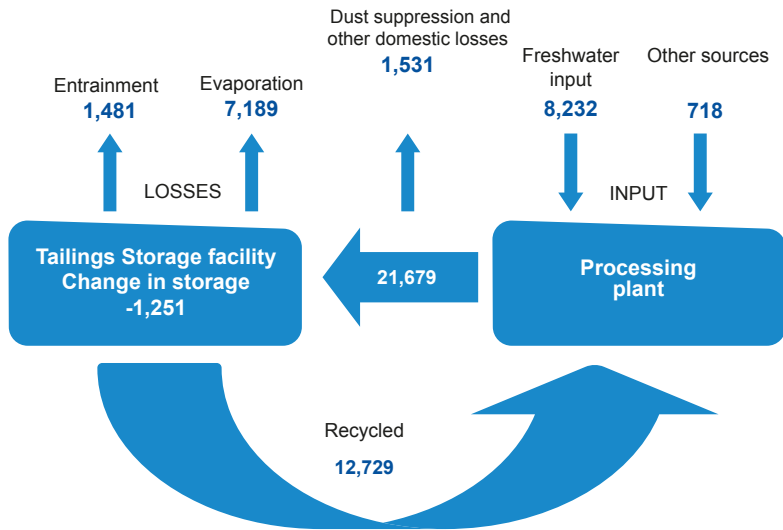 Dust suppression and
other domestic losses
1,531
Entrainment
1,481
Evaporation
7,189
Freshwater
input
8,232
Other sources
718
LOSSES
INPUT
Tailings Storage facility
Change in storage
-1,251
21,679
Processing
plant
Recycled
12,729